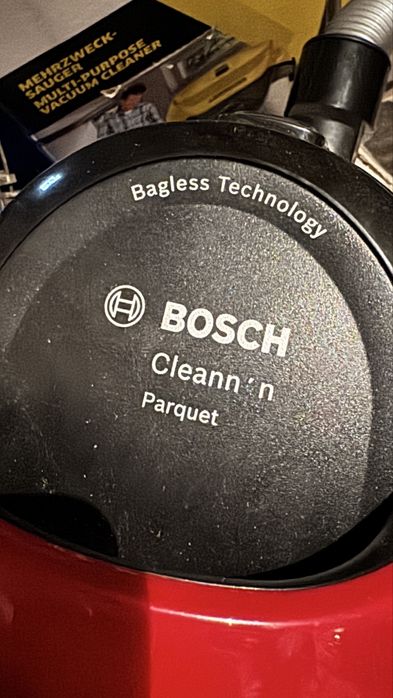 MEHRZWECK-
SAUGER
MULTI-PURPOSE
VACUUM CLEANER
Bagless Technology
BOSCH
Cleann'n
Parquet